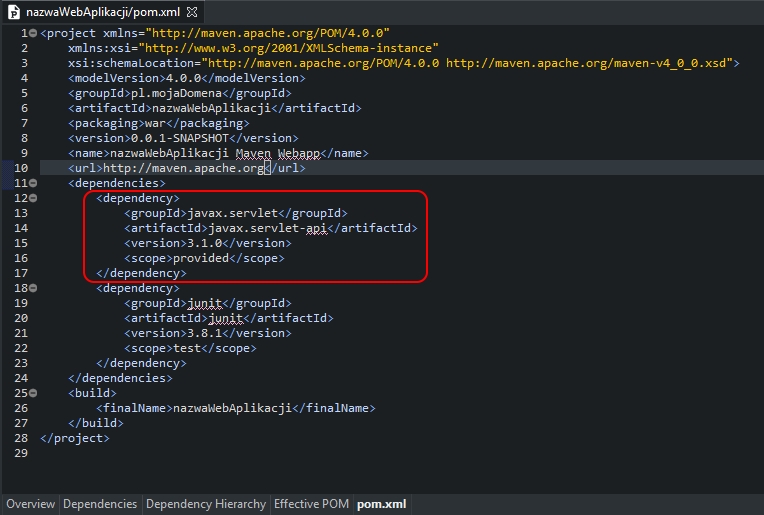 nazwaWebAplikacji/pom.xml
1 <project xmlns="http://maven.apache.org/POM/4.0.0"
2 xmlns:xsi="http://www.w3.org/2001/XMLSchema-instance"
3 xsi:schemaLocation="http://maven.apache.org/POM/4.0.0 http://maven.apache.org/maven-v4_0_0.xsd">
4 <modelVersion>4.0.0</modelVersion>
5 <groupId>pl.mojaDomena</groupId>
6 <artifactId>nazwaWebAplikacji</artifactId>
7 <packaging>war</packaging>
8 <version>0.0.1-SNAPSHOT</version>
9 <name>nazwaWebAplikacji Maven Webapp</name>
10 <url>http://maven.apache.org</url>
11 <dependencies>
12 <dependency>
13 <groupId>javax.servlet</groupId>
14 <artifactId>javax.servlet-api</artifactId>
15 <version>3.1.0</version>
16 <scope>provided</scope>
17 </dependency>
18 <dependency>
19 <groupId>junit</groupId>
20 <artifactId>junit</artifactId>
21 <version>3.8.1</version>
22 <scope>test</scope>
23 </dependency>
24 </dependencies>
25 <build>
26 <finalName>nazwaWebAplikacji</finalName>
27 </build>
28 </project>
29
Overview Dependencies Dependency Hierarchy Effective POM pom.xml